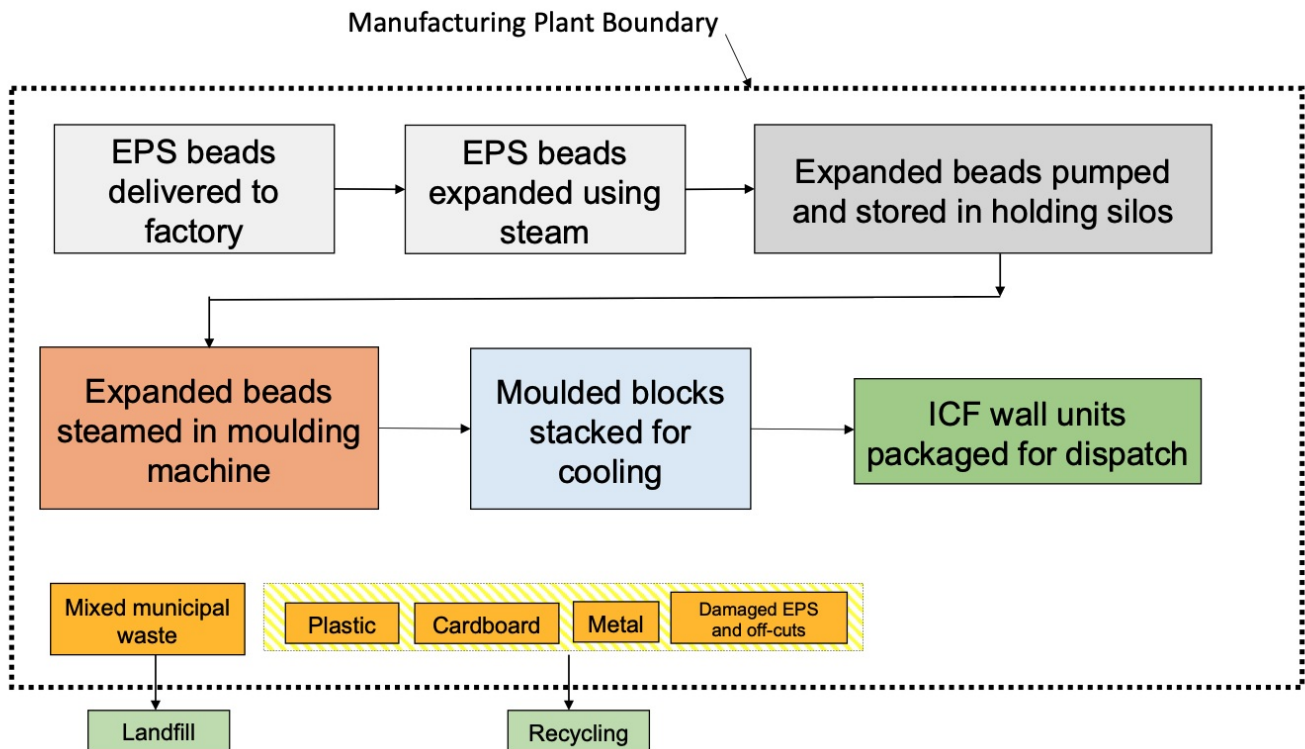 Manufacturing Plant Boundary
EPS beads
delivered to
factory
EPS beads
expanded using
steam
Expanded beads pumped
and stored in holding silos
Expanded beads
steamed in moulding
machine
Moulded blocks
stacked for
cooling
ICF wall units
packaged for dispatch
Mixed municipal
waste
Plastic
Cardboard
Metal
Damaged EPS
and off-cuts
Landfill
Recycling